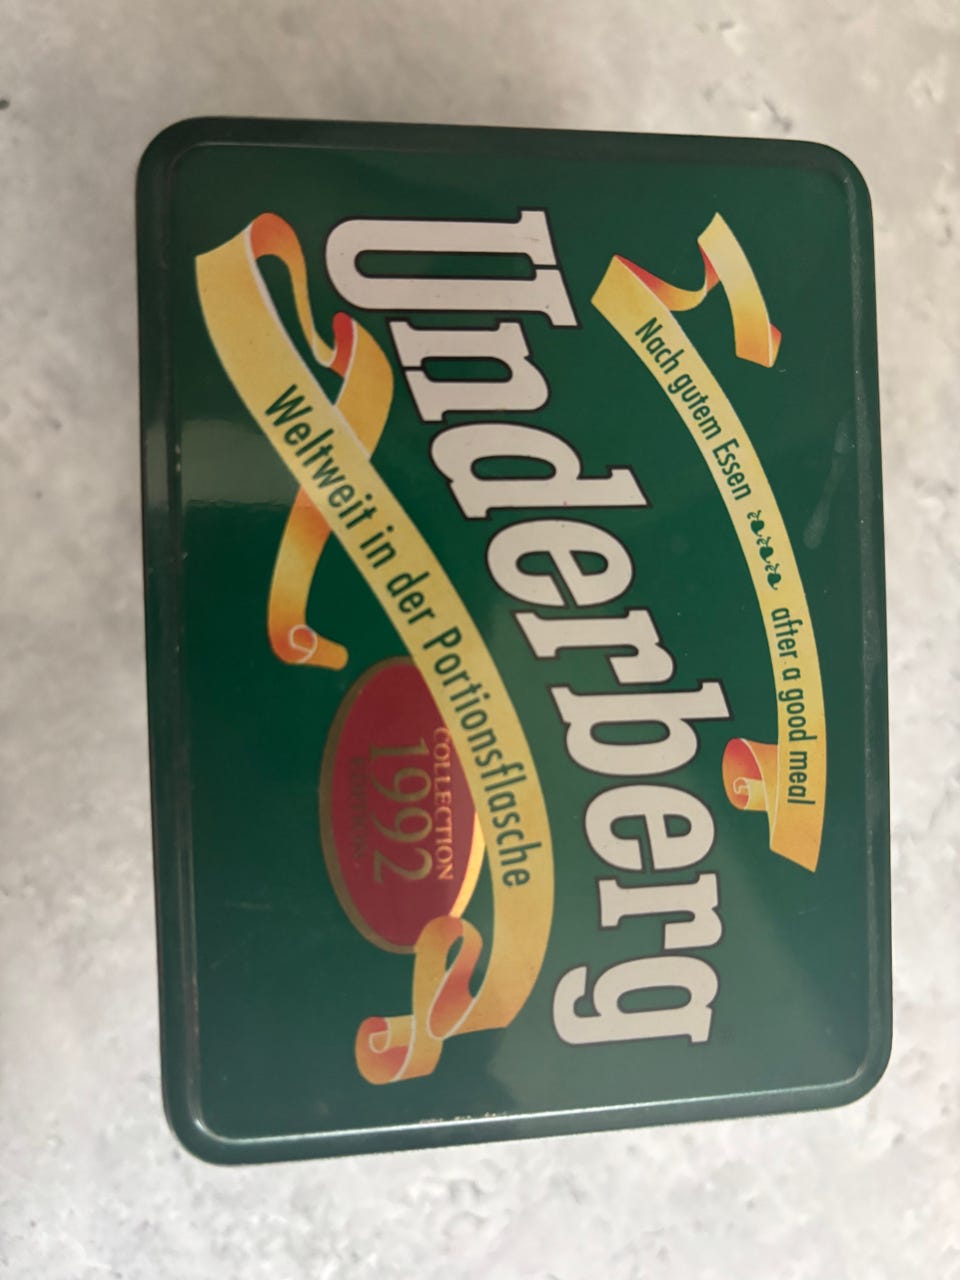 Nach gutem Essen after a good meal
Underberg
Weltweit in der Portionsflasche
COLLECTION
1992
EDITION